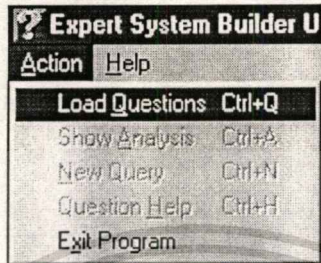 Expert System Builder U
Action Help
Load Questions Ctrl+Q
Show Analysis Ctrl+A
New Query Ctrl+N
Question Help Ctrl+H
Exit Program